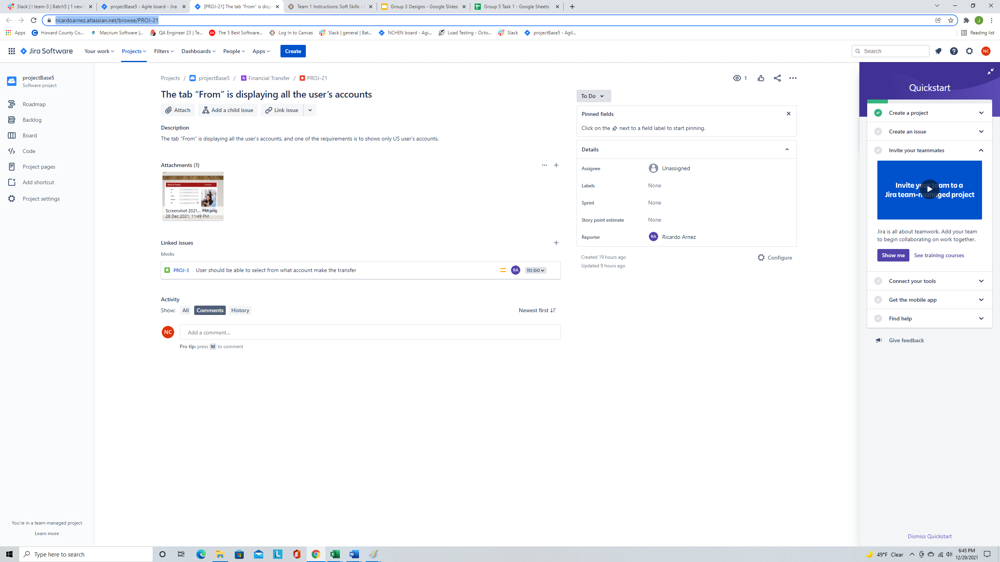 Slack | ! team-3 | Batch5 | 1 new i
projectBase5 - Agile board - Jira
[PROJ-21] The tab “From” is displ
Team 1 Instructions: Soft Skills - B
Group 3 Designs - Google Slides
Group 5 Task 1 - Google Sheets
ricardoarnez.atlassian.net/browse/PROJ-21
J
Apps
Howard County Co...
Macrium Software |...
QA Engineer 23 | Te...
The 5 Best Software...
Log In to Canvas
Slack | general | Bat...
NCHEN board - Agi...
Load Testing - Octo...
Slack
projectBase5 - Agil...
Reading list
Jira Software
Your work
Projects
Filters
Dashboards
People
Apps
Create
Search
NC
projectBase5
Software project
Roadmap
Backlog
Board
Code
Project pages
Add shortcut
Project settings
You're in a team-managed project
Learn more
Projects / projectBase5 / Financial Transfer / PROJ-21
1
The tab “From” is displaying all the user’s accounts
Attach
Add a child issue
Link issue
Description
The tab “From” is displaying all the user’s accounts, and one of the requirements is to shows only US user’s accounts.
Attachments (1)
Bank of Team5
Transfer
Screenshot 2021... PM.png
28 Dec 2021, 11:49 PM
Linked issues
blocks
PROJ-3 User should be able to select from what account make the transfer
RA
TO DO
Activity
Show:
All
Comments
History
Newest first
NC
Add a comment...
Pro tip: press M to comment
To Do
Pinned fields
Click on the next to a field label to start pinning.
Details
Assignee
Unassigned
Labels
None
Sprint
None
Story point estimate
None
Reporter
RA
Ricardo Arnez
Created 19 hours ago
Updated 9 hours ago
Configure
Quickstart
Create a project
Create an issue
Invite your teammates
Invite your team to a
Jira team-managed project
Jira is all about teamwork. Add your team
to begin collaborating on work together.
Show me
See training courses
Connect your tools
Get the mobile app
Find help
Give feedback
Dismiss Quickstart
Type here to search
49°F Clear
6:45 PM
12/29/2021